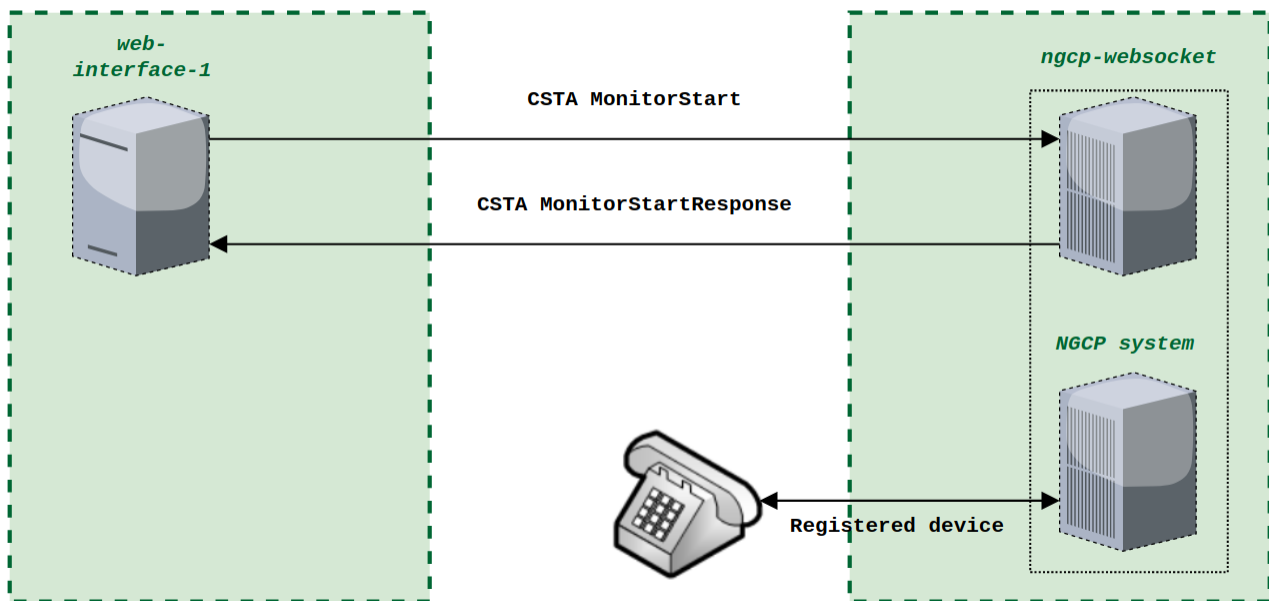 web-
interface-1
ngcp-websocket
CSTA MonitorStart
CSTA MonitorStartResponse
NGCP system
Registered device